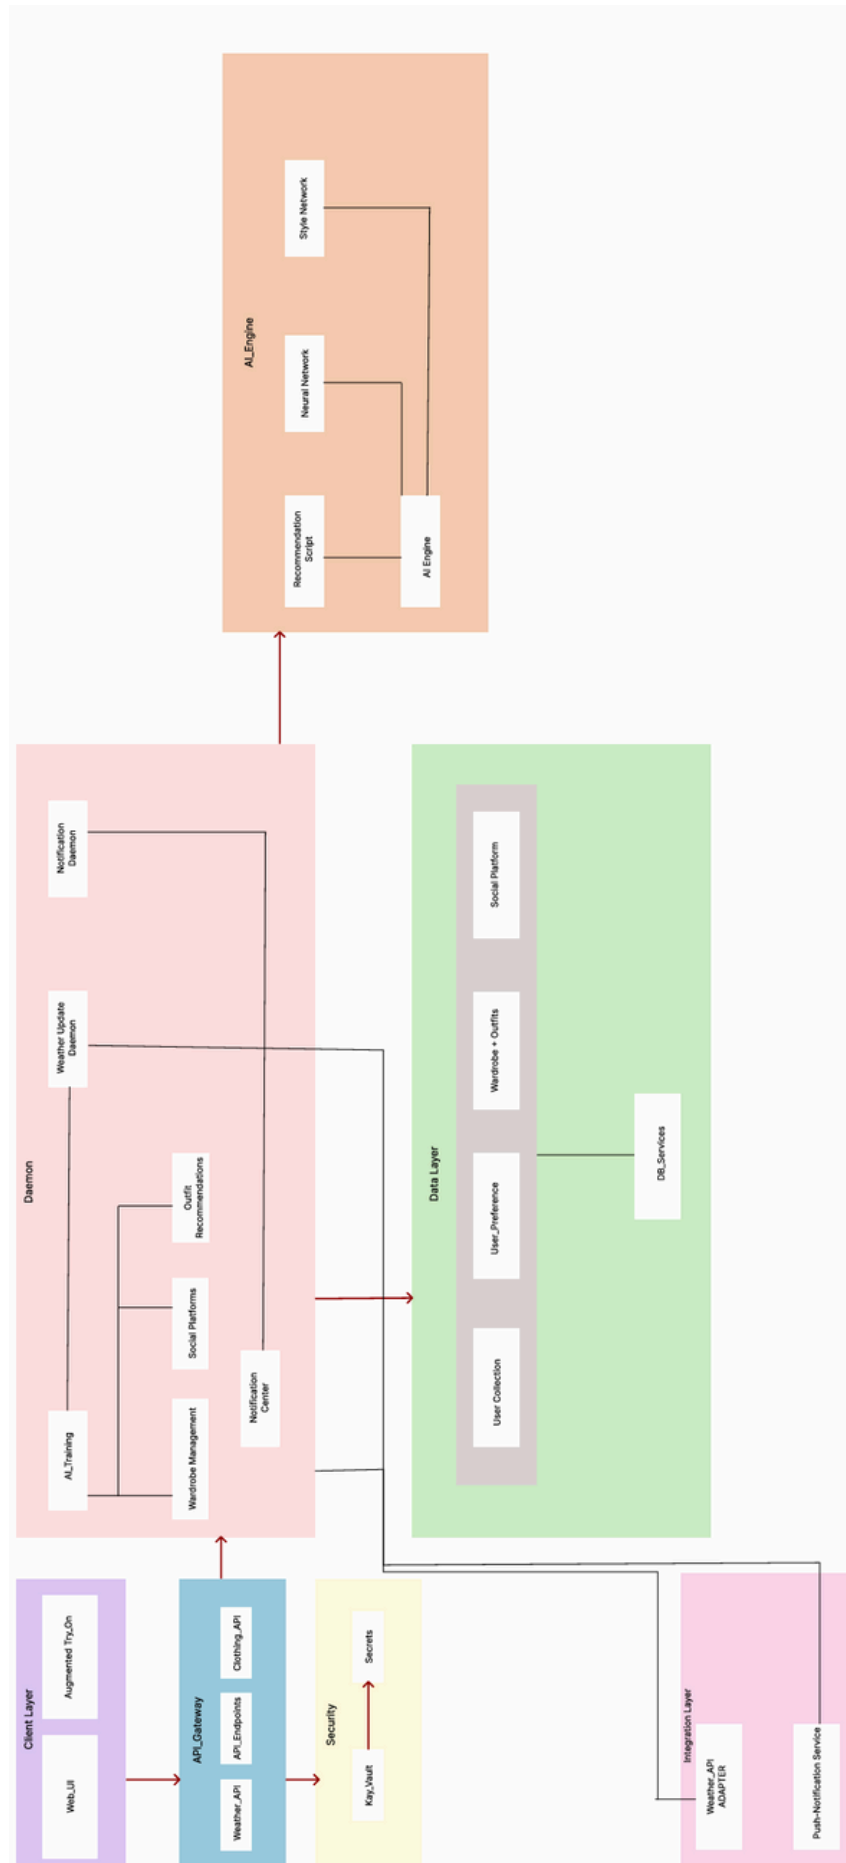 Client Layer
Web_UI
Augmented Try_On
API_Gateway
Weather_API
API_Endpoints
Clothing_API
Security
Kay_Vault
Secrets
Daemon
AI_Training
Weather Update
Daemon
Notification
Daemon
Wardrobe Management
Social Platforms
Outfit
Recommendations
Notification
Center
AI_Engine
Recommendation
Script
Neural Network
Style Network
AI Engine
Data Layer
User Collection
User_Preference
Wardrobe + Outfits
Social Platform
DB_Services
Integration Layer
Weather_API
ADAPTER
Push-Notification Service